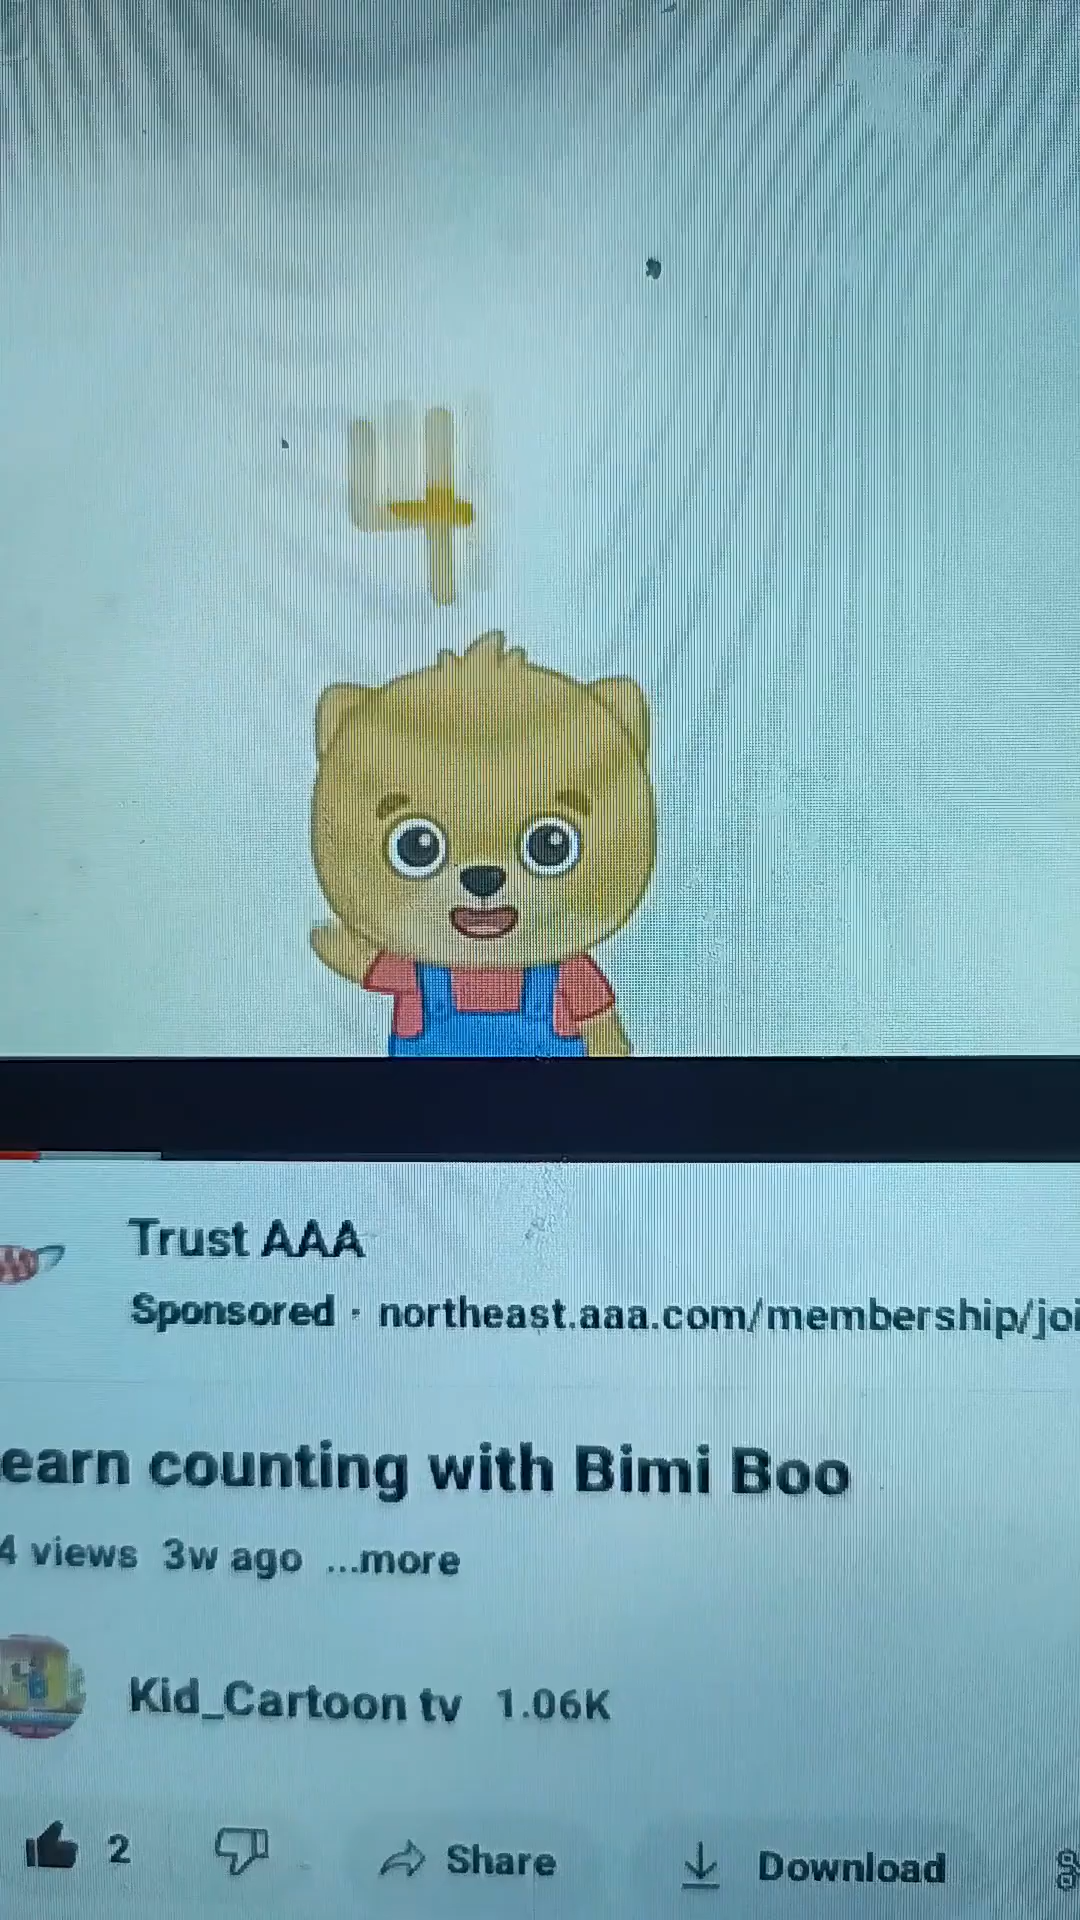 4
Trust AAA
Sponsored · northeast.aaa.com/membership/joi
earn counting with Bimi Boo
4 views 3w ago ...more
Kid_Cartoon tv 1.06K
2 Share Download